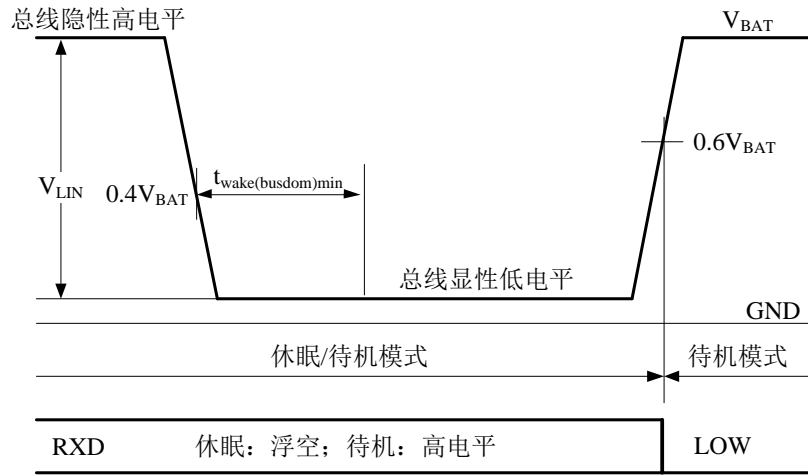 总线隐性高电平
V_BAT
t_wake(busdom)min
0.6V_BAT
V_LIN
0.4V_BAT
总线显性低电平
GND
休眠/待机模式
待机模式
RXD 休眠：浮空；待机：高电平 LOW